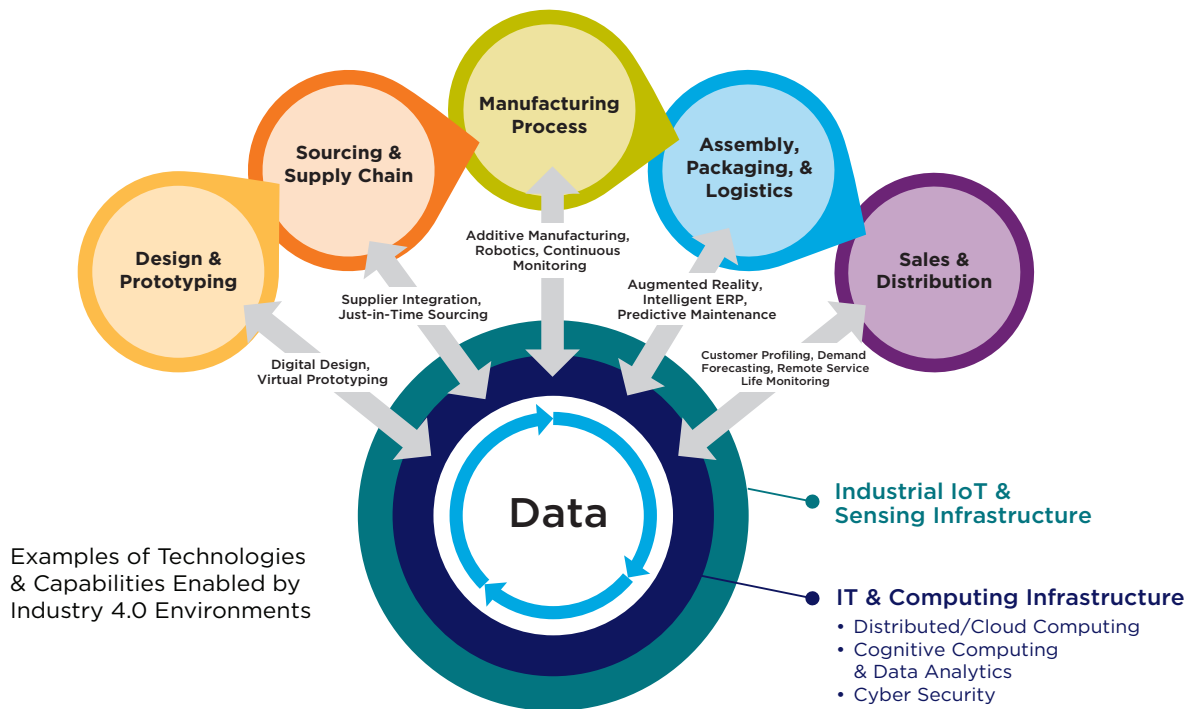 Manufacturing
Process
Sourcing &
Supply Chain
Assembly,
Packaging, &
Logistics
Design &
Prototyping
Sales &
Distribution
Additive Manufacturing,
Robotics, Continuous
Monitoring
Supplier Integration,
Just-in-Time Sourcing
Augmented Reality,
Intelligent ERP,
Predictive Maintenance
Digital Design,
Virtual Prototyping
Customer Profiling, Demand
Forecasting, Remote Service
Life Monitoring
Data
Industrial IoT &
Sensing Infrastructure
Examples of Technologies
& Capabilities Enabled by
Industry 4.0 Environments
IT & Computing Infrastructure
• Distributed/Cloud Computing
• Cognitive Computing
& Data Analytics
• Cyber Security